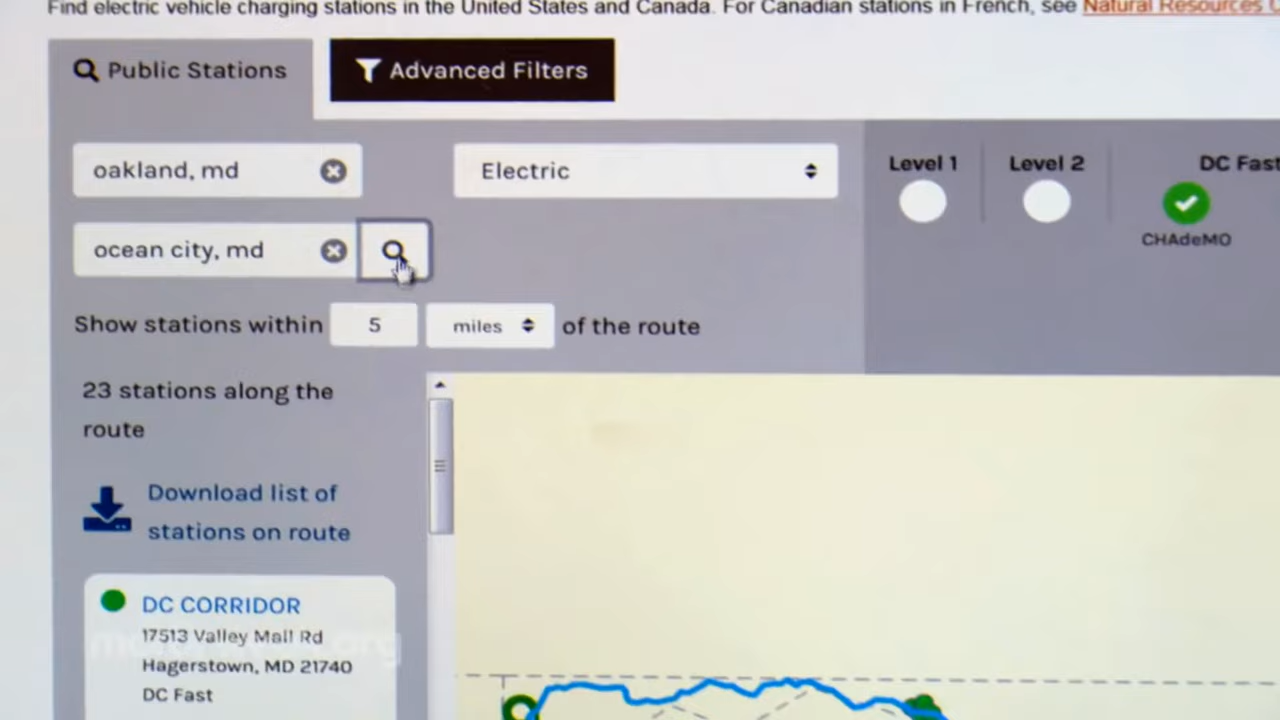 Find electric vehicle charging stations in the United States and Canada. For Canadian stations in French, see Natural Resources
Public Stations
Advanced Filters
oakland, md
Electric
Level 1
Level 2
DC Fast
CHAdeMO
ocean city, md
Show stations within 5 miles of the route
23 stations along the
route
Download list of
stations on route
DC CORRIDOR
17513 Valley Mall Rd
Hagerstown, MD 21740
DC Fast